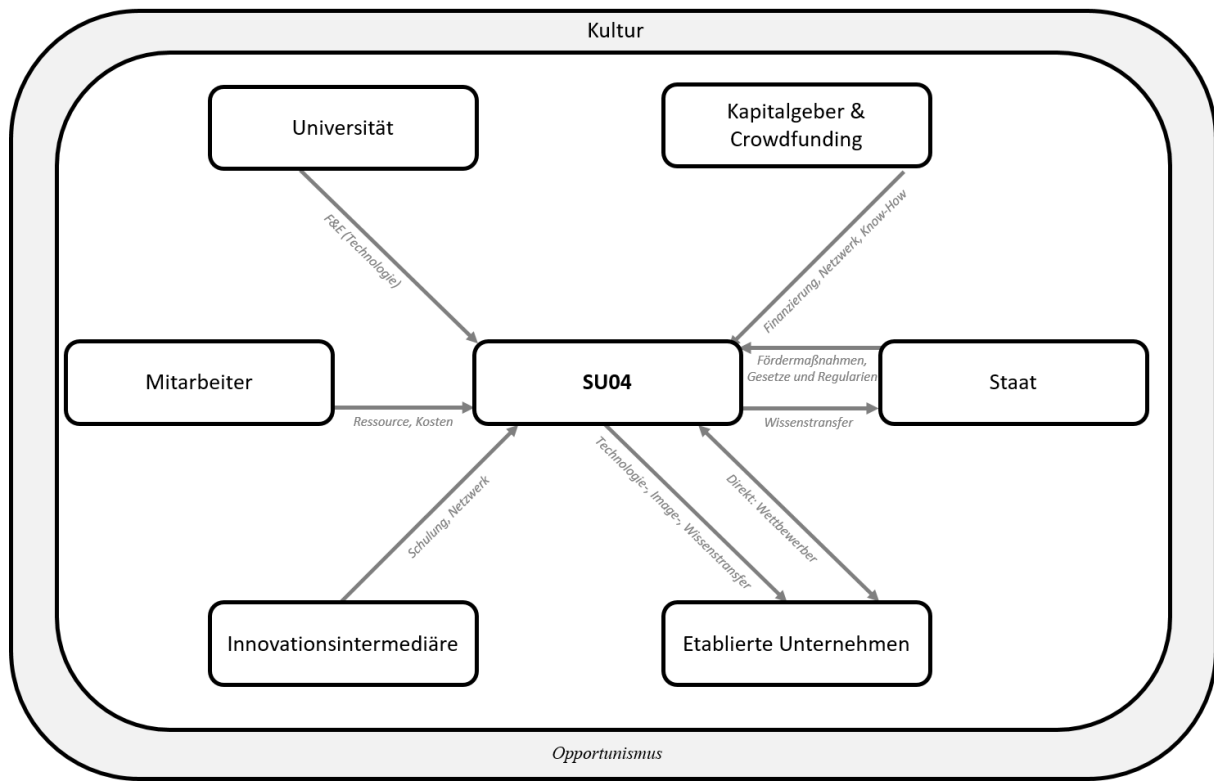 Kultur
Universität
Kapitalgeber &
Crowdfunding
F&E (Technologie)
Finanzierung, Netzwerk, Know-How
Mitarbeiter
SU04
Staat
Fördermaßnahmen,
Gesetze und Regularien
Ressource, Kosten
Wissenstransfer
Schulung, Netzwerk
Technologie-, Image-, Wissenstransfer
Direkt: Wettbewerber
Innovationsintermediäre
Etablierte Unternehmen
Opportunismus